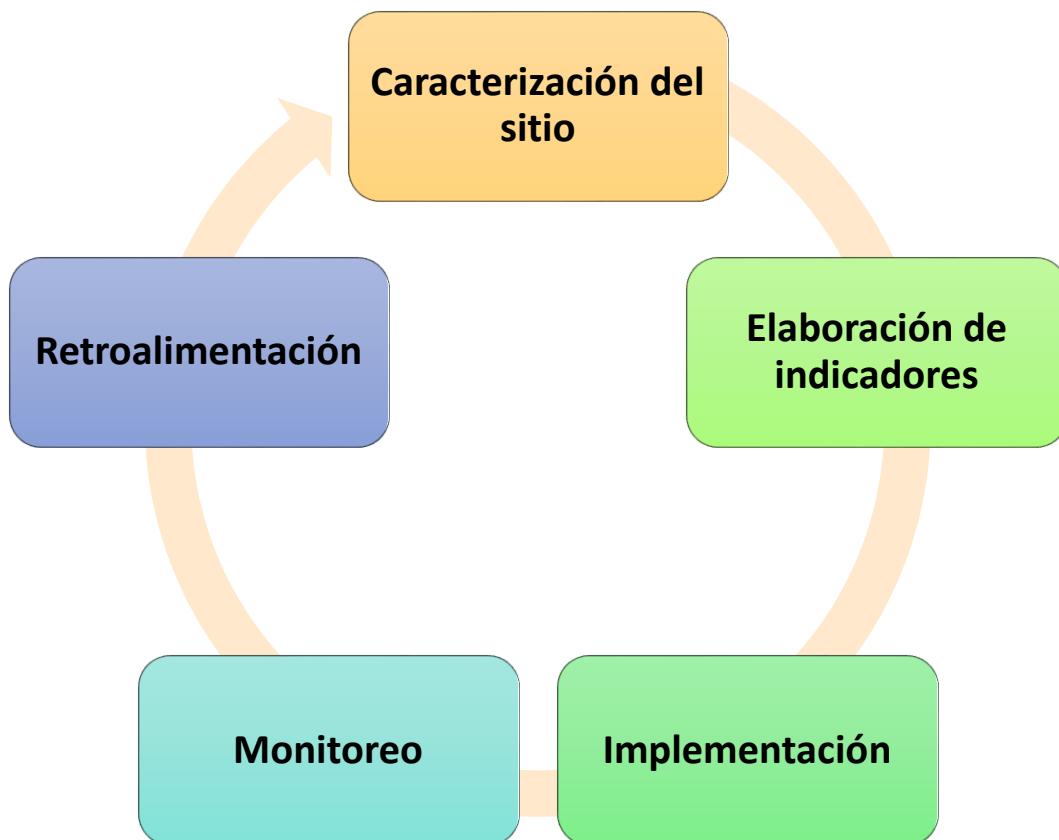 Caracterización del
sitio
Elaboración de
indicadores
Implementación
Monitoreo
Retroalimentación